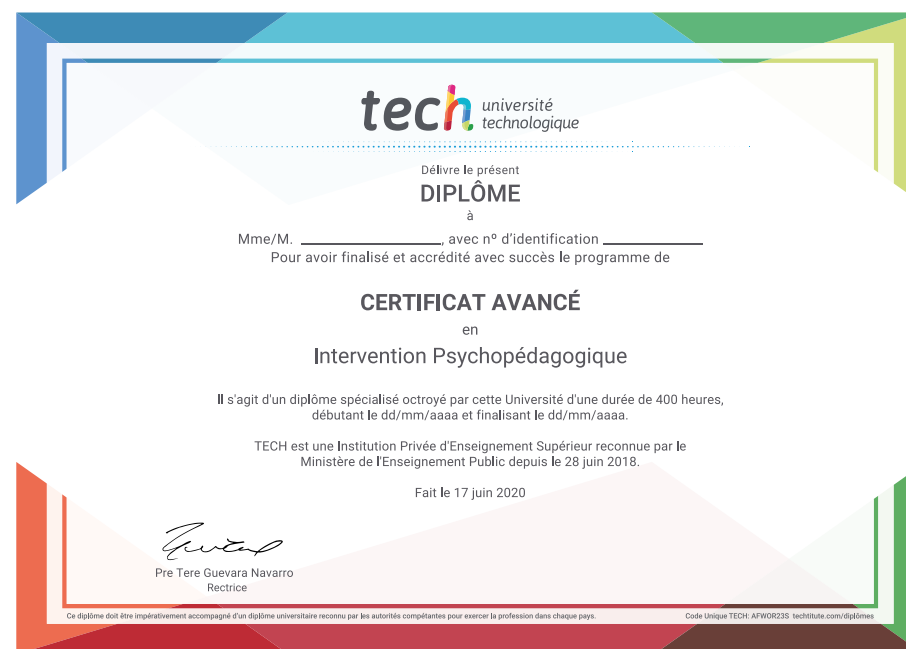 tech université
technologique
Délivre le présent
DIPLÔME
à
Mme/M. ____________________, avec nº d'identification ______________
Pour avoir finalisé et accrédité avec succès le programme de
CERTIFICAT AVANCÉ
en
Intervention Psychopédagogique
Il s'agit d'un diplôme spécialisé octroyé par cette Université d'une durée de 400 heures,
débutant le dd/mm/aaaa et finalisant le dd/mm/aaaa.
TECH est une Institution Privée d'Enseignement Supérieur reconnue par le
Ministère de l'Enseignement Public depuis le 28 juin 2018.
Fait le 17 juin 2020
Pre Tere Guevara Navarro
Rectrice
Ce diplôme doit être impérativement accompagné d'un diplôme universitaire reconnu par les autorités compétantes pour exercer la profession dans chaque pays.
Code Unique TECH: AFWOR23S techtitute.com/diplômes